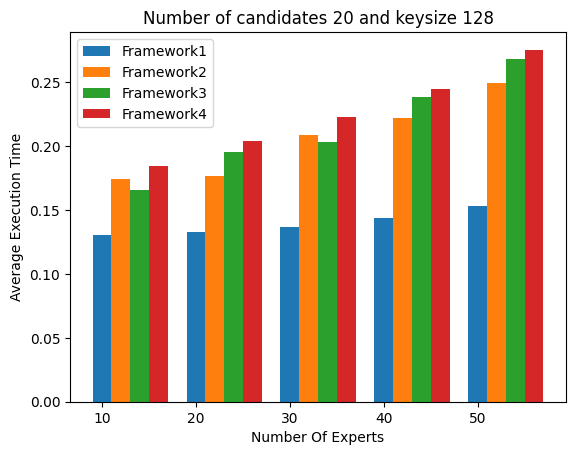 Number of candidates 20 and keysize 128
Framework1
Framework2
Framework3
Framework4
Average Execution Time
0.25
0.20
0.15
0.10
0.05
0.00
10 20 30 40 50
Number Of Experts